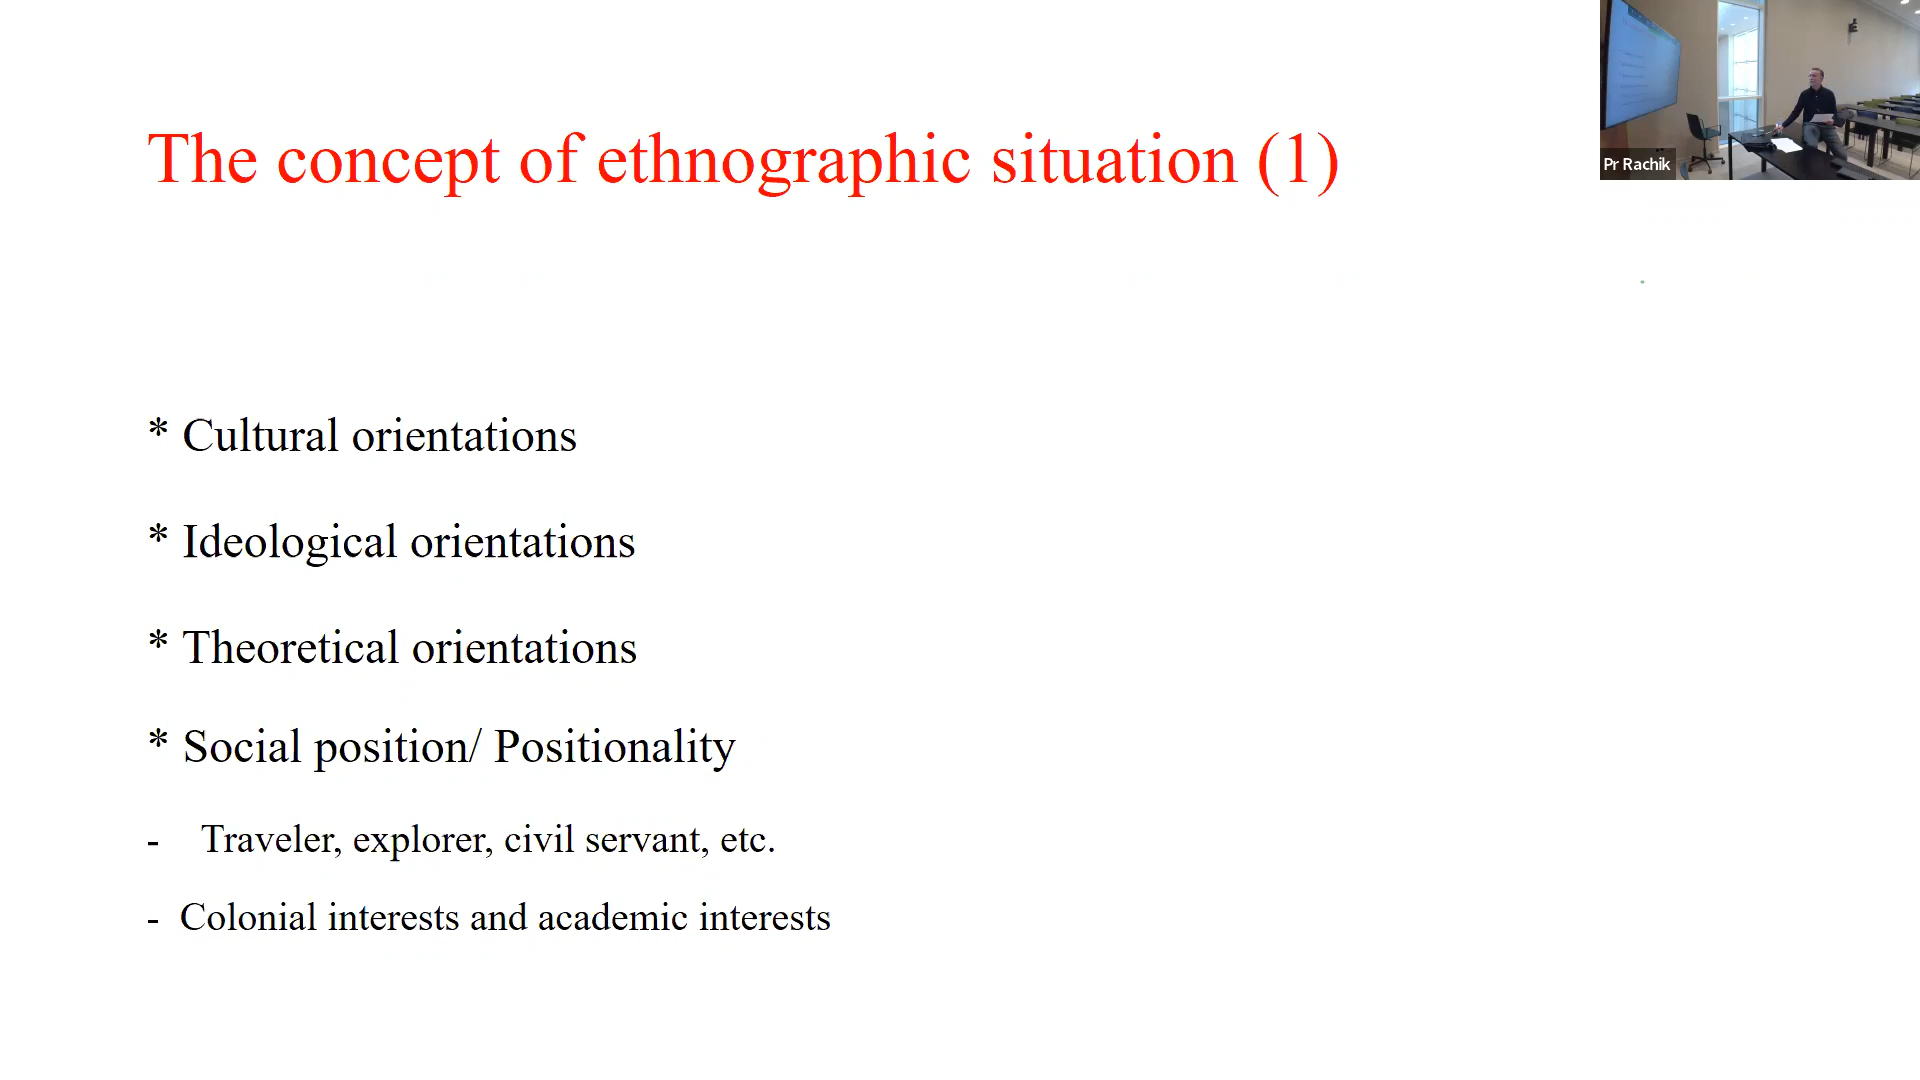 The concept of ethnographic situation (1)
Pr Rachik
* Cultural orientations
* Ideological orientations
* Theoretical orientations
* Social position/ Positionality
- Traveler, explorer, civil servant, etc.
- Colonial interests and academic interests